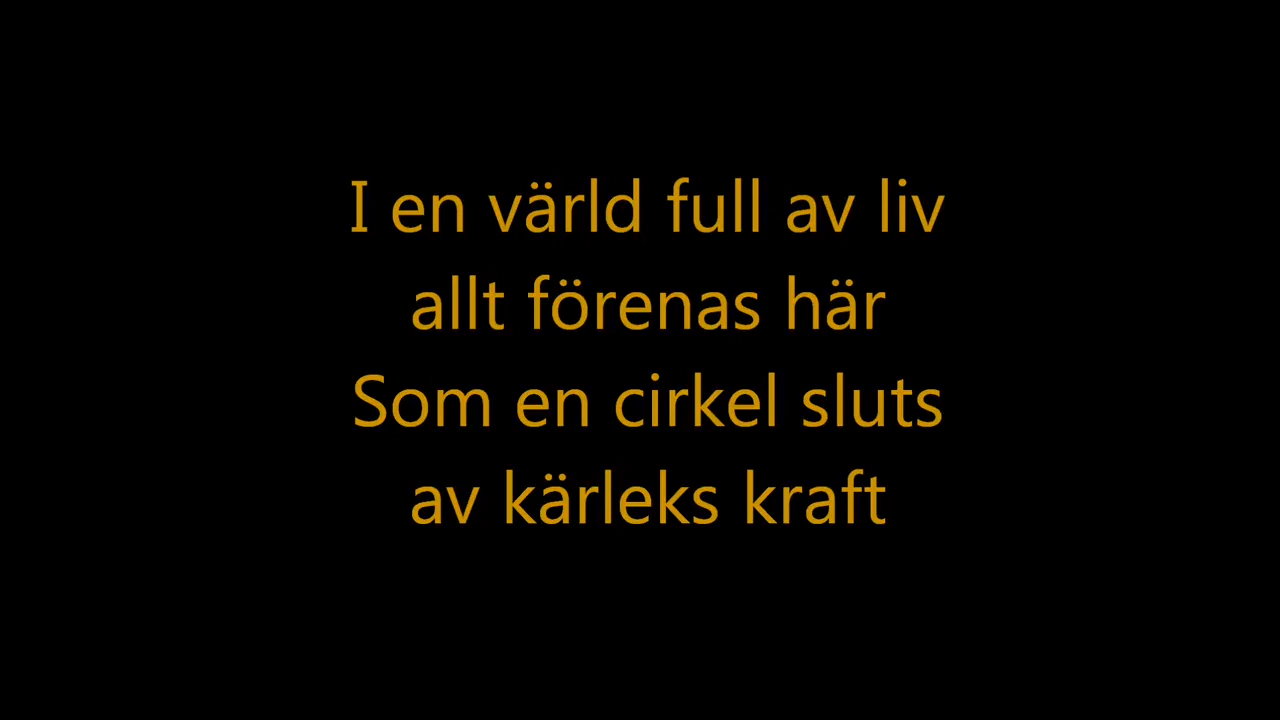 I en värld full av liv
allt förenas här
Som en cirkel sluts
av kärleks kraft